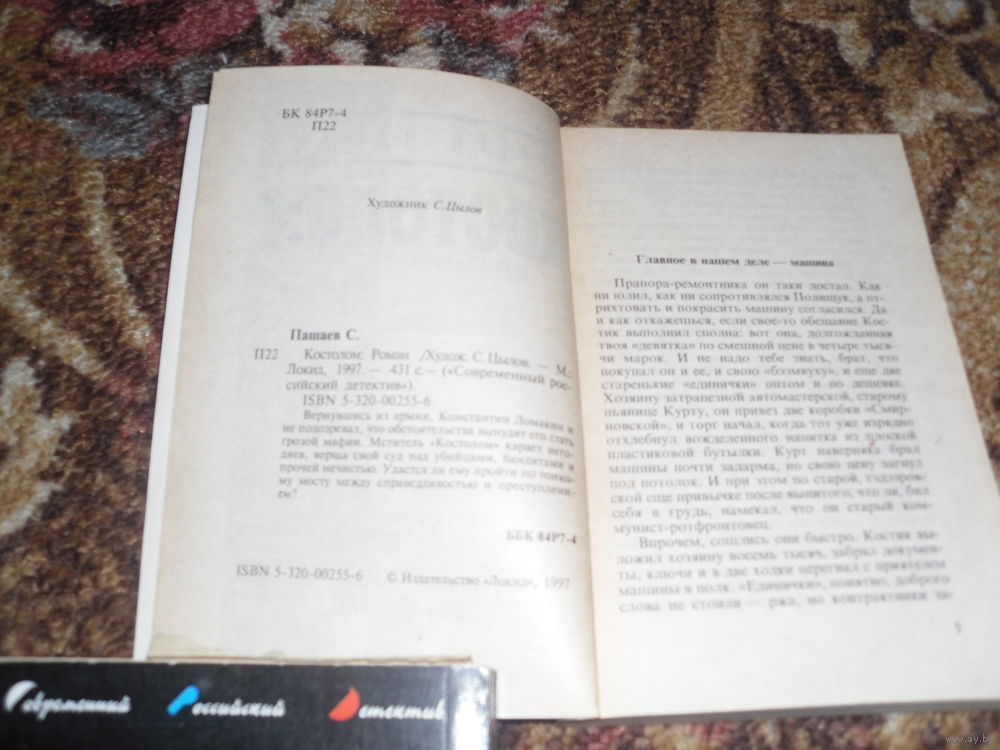 БК 84Р7-4
П22
Художник С.Цылов
Пашаев С.
П22 Костолом: Роман /Худож. С.Цылов. — М.:
Локид, 1997. — 431 с.— («Современный рос-
сийский детектив»).
ISBN 5-320-00255-6
Вернувшись из армии, Константин Ломакин и
не подозревал, что обстоятельства вынудят его стать
грозой мафии. Мститель «Костолом» карает него-
дяев, верша свой суд над убийцами, бандитами и
прочей нечистью. Удастся ли ему пройти по тонко-
му мосту между справедливостью и преступлени-
ем?
ББК 84Р7-4
ISBN 5-320-00255-6 © Издательство «Локид», 1997
Главное в нашем деле — машина
Прапора-ремонтника он таки достал. Как
ни юлил, как ни сопротивлялся Полищук, а от-
рихтовать и покрасить машину согласился. Да
и как откажешься, если свое-то обещание Кос-
тик выполнил сполна: вот она, долгожданная
твоя «девятка» по смешной цене в четыре тыся-
чи марок. И не надо тебе знать, брат, что
покупал он и ее, и свою «бээмвуху», и еще две
старенькие «единички» оптом и по дешевке.
Хозяину затрапезной автомастерской, старому
пьянице Курту, он привез две коробки «Смир-
новской», и торг начал, когда тот уже изрядно
отхлебнул вожделенного напитка из плоской
пластиковой бутылки. Курт наверняка брал
машины почти задарма, но свою цену загнул
под потолок. И при этом по старой, гэдээров-
ской еще привычке после выпитого, что ли, бил
себя в грудь, намекал, что он старый ком-
мунист-ротфронтовец.
Впрочем, сошлись они быстро. Костик вы-
ложил хозяину восемь тысяч, забрал докумен-
ты, ключи и в две ходки перегнал с приятелем
машины в полк. «Единички», понятно, доброго
слова не стоили — ржа, но контрактники за-
5
Современный Российский Детектив
www.ay.by